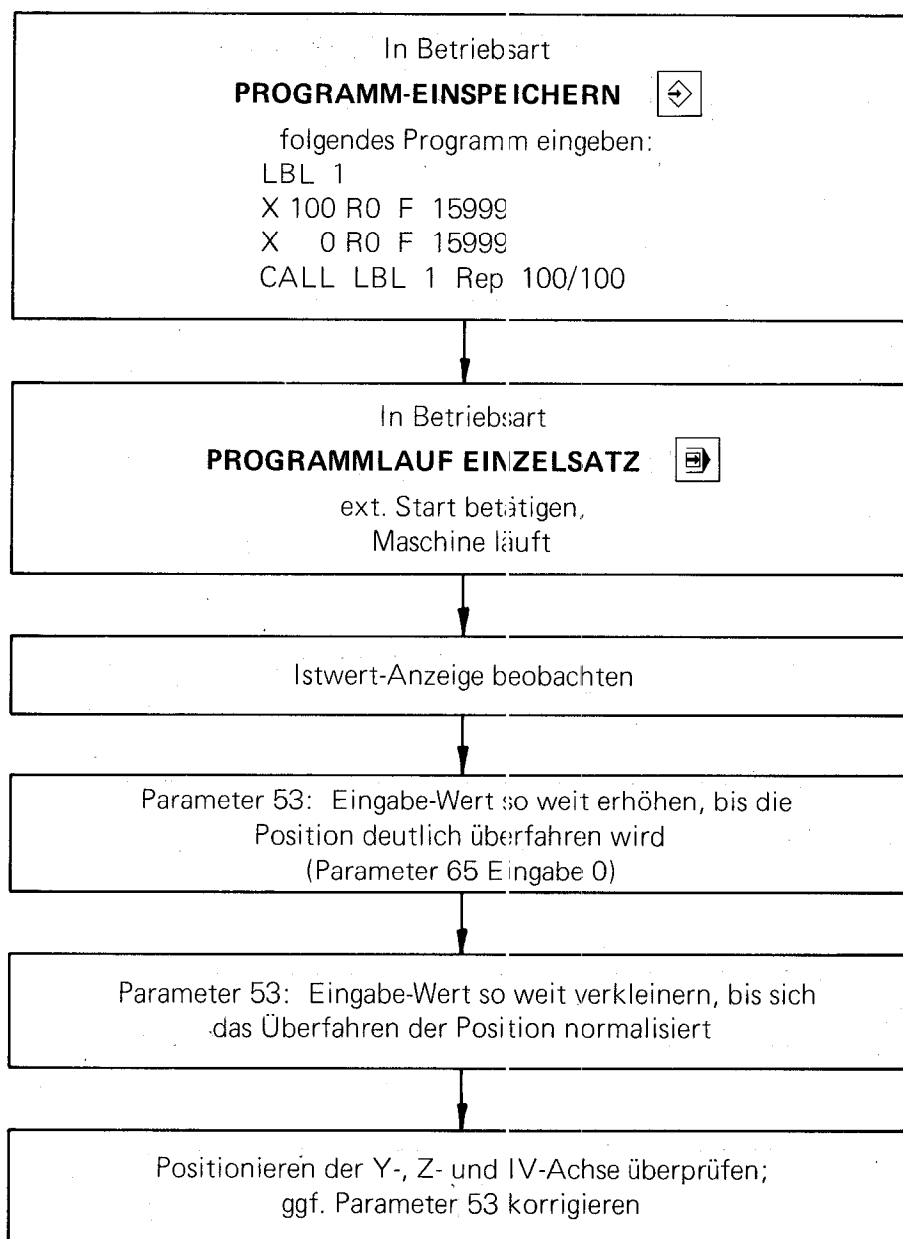 In Betriebsart
PROGRAMM-EINSPEICHERN
folgendes Programm eingeben:
LBL 1
X 100 R0 F 15999
X 0 R0 F 15999
CALL LBL 1 Rep 100/100
In Betriebsart
PROGRAMMLAUF EINZELSATZ
ext. Start betätigen,
Maschine läuft
Istwert-Anzeige beobachten
Parameter 53: Eingabe-Wert so weit erhöhen, bis die
Position deutlich überfahren wird
(Parameter 65 Eingabe 0)
Parameter 53: Eingabe-Wert so weit verkleinern, bis sich
das Überfahren der Position normalisiert
Positionieren der Y-, Z- und IV-Achse überprüfen;
ggf. Parameter 53 korrigieren